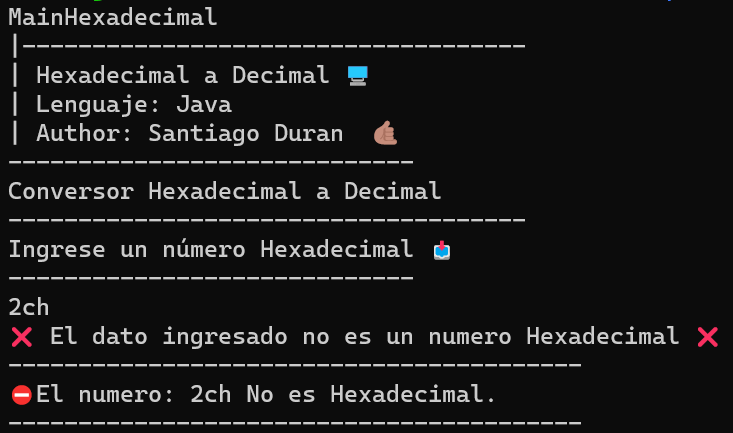 MainHexadecimal
|------------------------------------
| Hexadecimal a Decimal 💻
| Lenguaje: Java
| Author: Santiago Duran 🤙🏽
-----------------------------
Conversor Hexadecimal a Decimal
-------------------------------------
Ingrese un número Hexadecimal 📥
-----------------------------
2ch
❌ El dato ingresado no es un numero Hexadecimal ❌
-----------------------------------------
⛔El numero: 2ch No es Hexadecimal.
-----------------------------------------